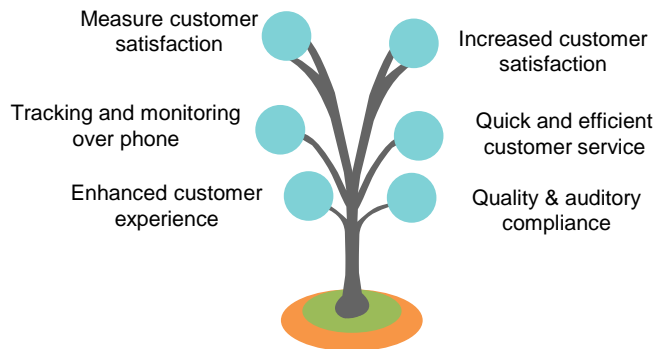 Measure customer
satisfaction
Increased customer
satisfaction
Tracking and monitoring
over phone
Quick and efficient
customer service
Enhanced customer
experience
Quality & auditory
compliance